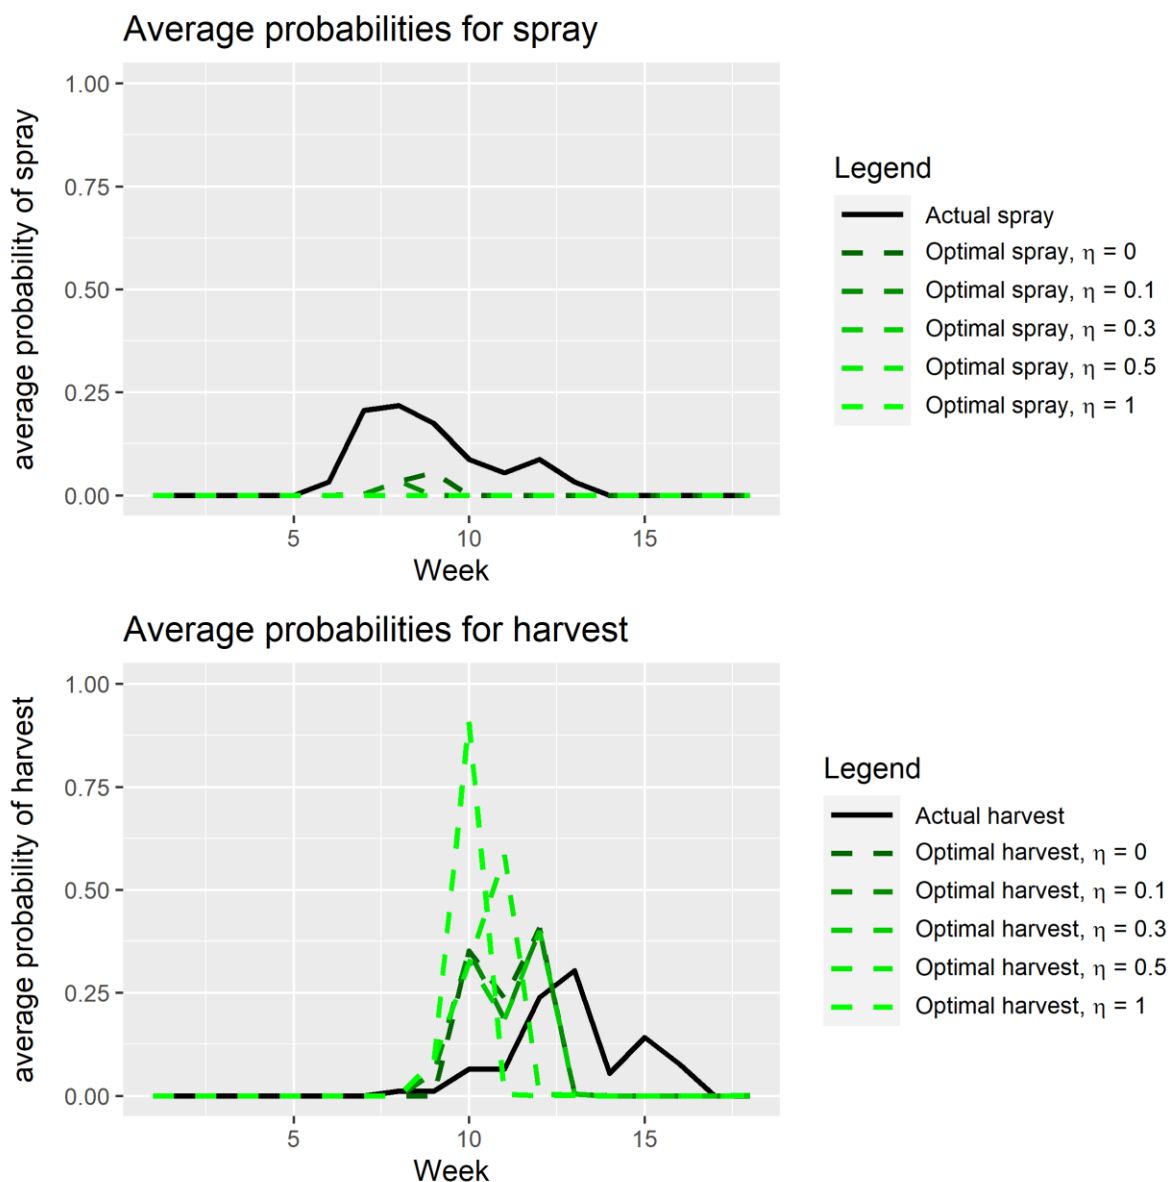 Average probabilities for spray
average probability of spray
1.00
0.75
0.50
0.25
0.00
5 10 15
Week
Legend
Actual spray
Optimal spray, η = 0
Optimal spray, η = 0.1
Optimal spray, η = 0.3
Optimal spray, η = 0.5
Optimal spray, η = 1
Average probabilities for harvest
average probability of harvest
1.00
0.75
0.50
0.25
0.00
5 10 15
Week
Legend
Actual harvest
Optimal harvest, η = 0
Optimal harvest, η = 0.1
Optimal harvest, η = 0.3
Optimal harvest, η = 0.5
Optimal harvest, η = 1